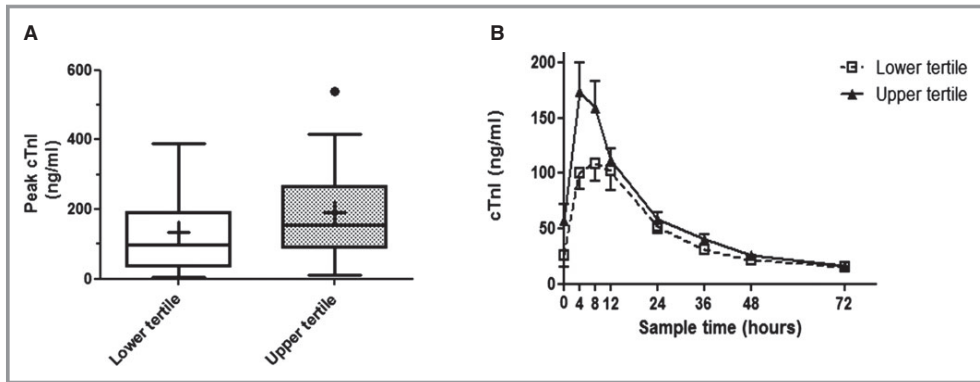 A
600
400
200
0
Peak cTnI
(ng/ml)
Lower tertile
Upper tertile
B
200
150
100
50
0
cTnI (ng/ml)
0 4 8 12 24 36 48 72
Sample time (hours)
Lower tertile
Upper tertile